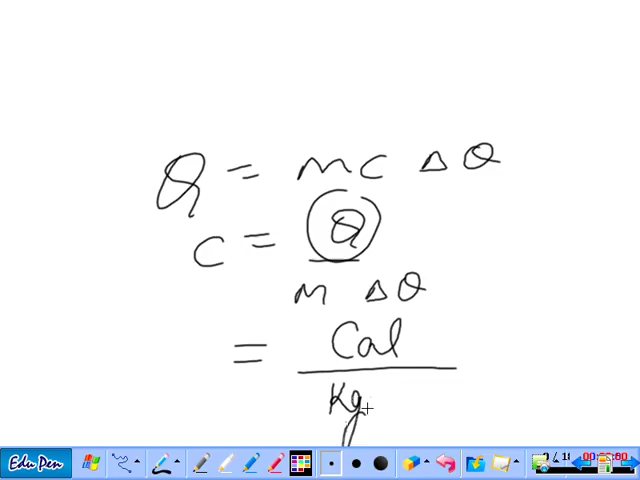 Q = mc Δθ
c = Q
m Δθ
= Cal
Kg
Edu Pen